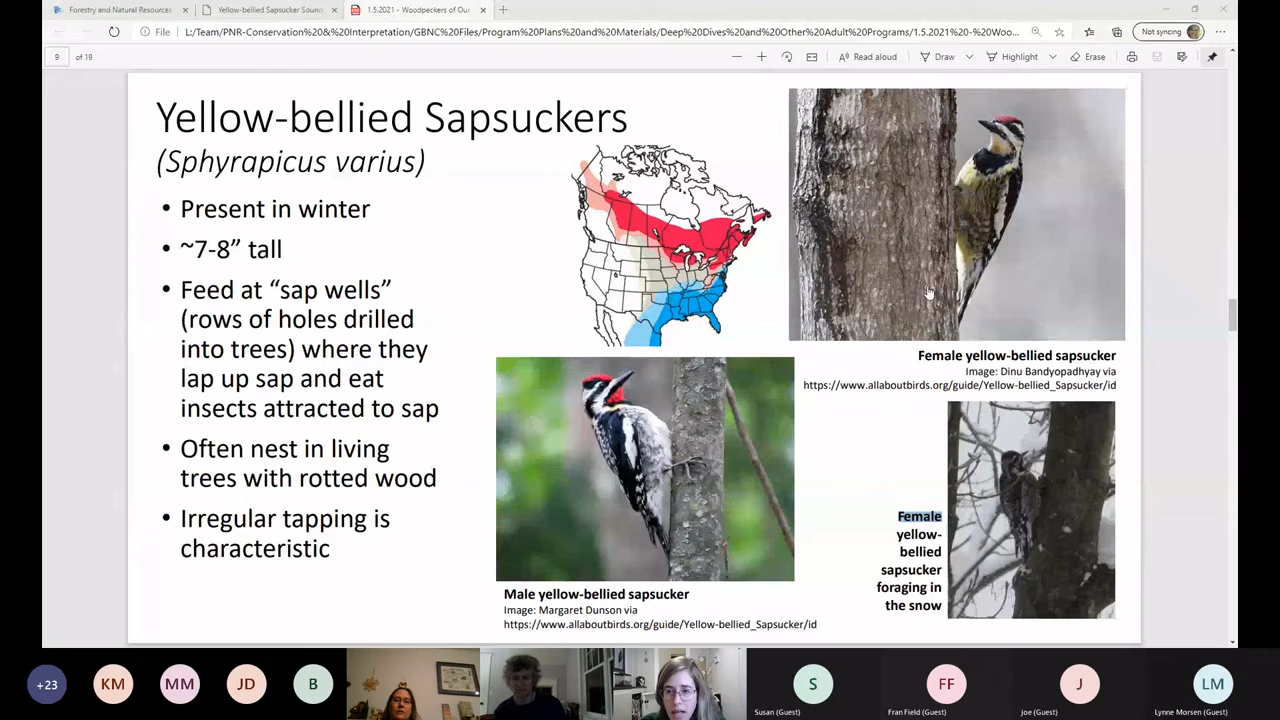 Forestry and Natural Resources
Yellow-bellied Sapsucker Soun
1.5.2021 - Woodpeckers of Our
File
L:/Team/PNR-Conservation%20&%20Interpretation/GBNC%20Files/Program%20Plans%20and%20Materials/Deep%20Dives%20and%20Other%20Adult%20Programs/1.5.2021%20-%20Woo...
Not syncing
9 of 19
Read aloud
Draw
Highlight
Erase
Yellow-bellied Sapsuckers
(Sphyrapicus varius)
• Present in winter
• ~7-8” tall
• Feed at “sap wells”
(rows of holes drilled
into trees) where they
lap up sap and eat
insects attracted to sap
• Often nest in living
trees with rotted wood
• Irregular tapping is
characteristic
Female yellow-bellied sapsucker
Image: Dinu Bandyopadhyay via
https://www.allaboutbirds.org/guide/Yellow-bellied_Sapsucker/id
Male yellow-bellied sapsucker
Image: Margaret Dunson via
https://www.allaboutbirds.org/guide/Yellow-bellied_Sapsucker/id
Female
yellow-
bellied
sapsucker
foraging in
the snow
+23
KM
MM
JD
B
S
FF
J
LM
Susan (Guest)
Fran Field (Guest)
joe (Guest)
Lynne Morsen (Guest)